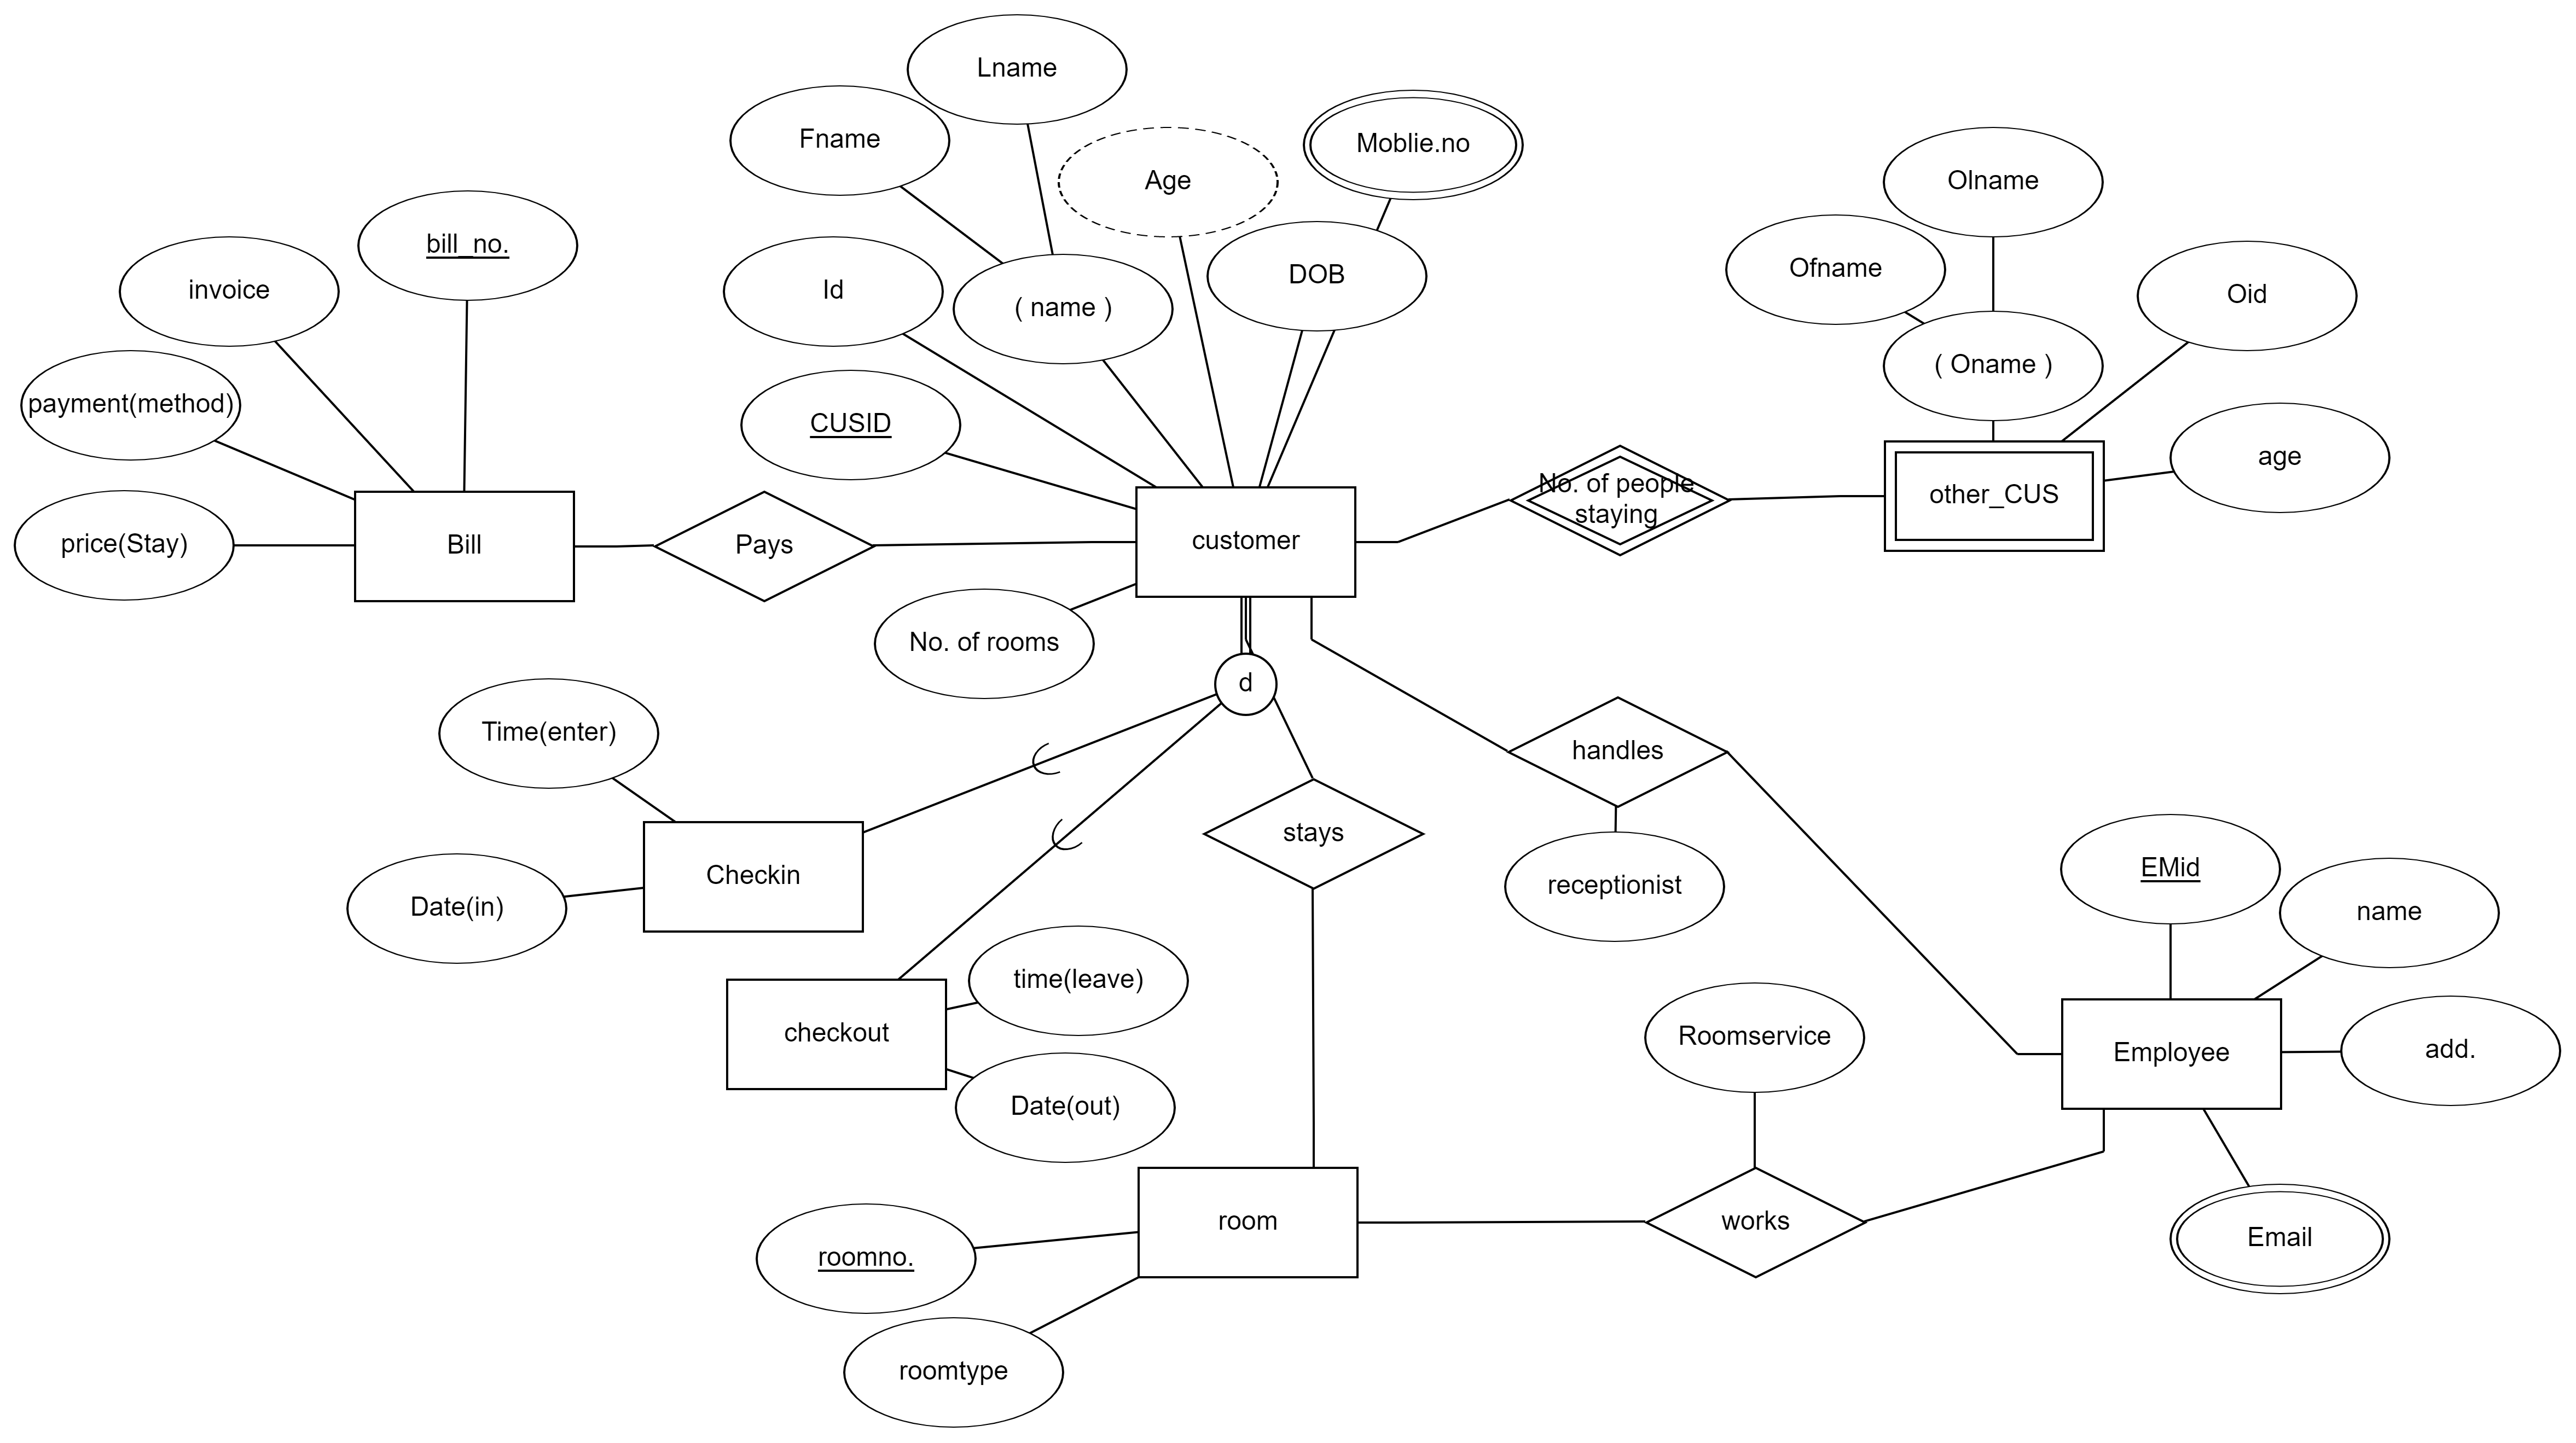 Lname
Fname
Moblie.no
Age
Olname
bill_no.
Ofname
DOB
invoice
Id
( name )
Oid
( Oname )
payment(method)
CUSID
age
No. of people
staying
other_CUS
price(Stay)
Bill
Pays
customer
No. of rooms
d
Time(enter)
handles
stays
Checkin
receptionist
EMid
Date(in)
name
time(leave)
checkout
Roomservice
Employee
add.
Date(out)
room
works
roomno.
Email
roomtype